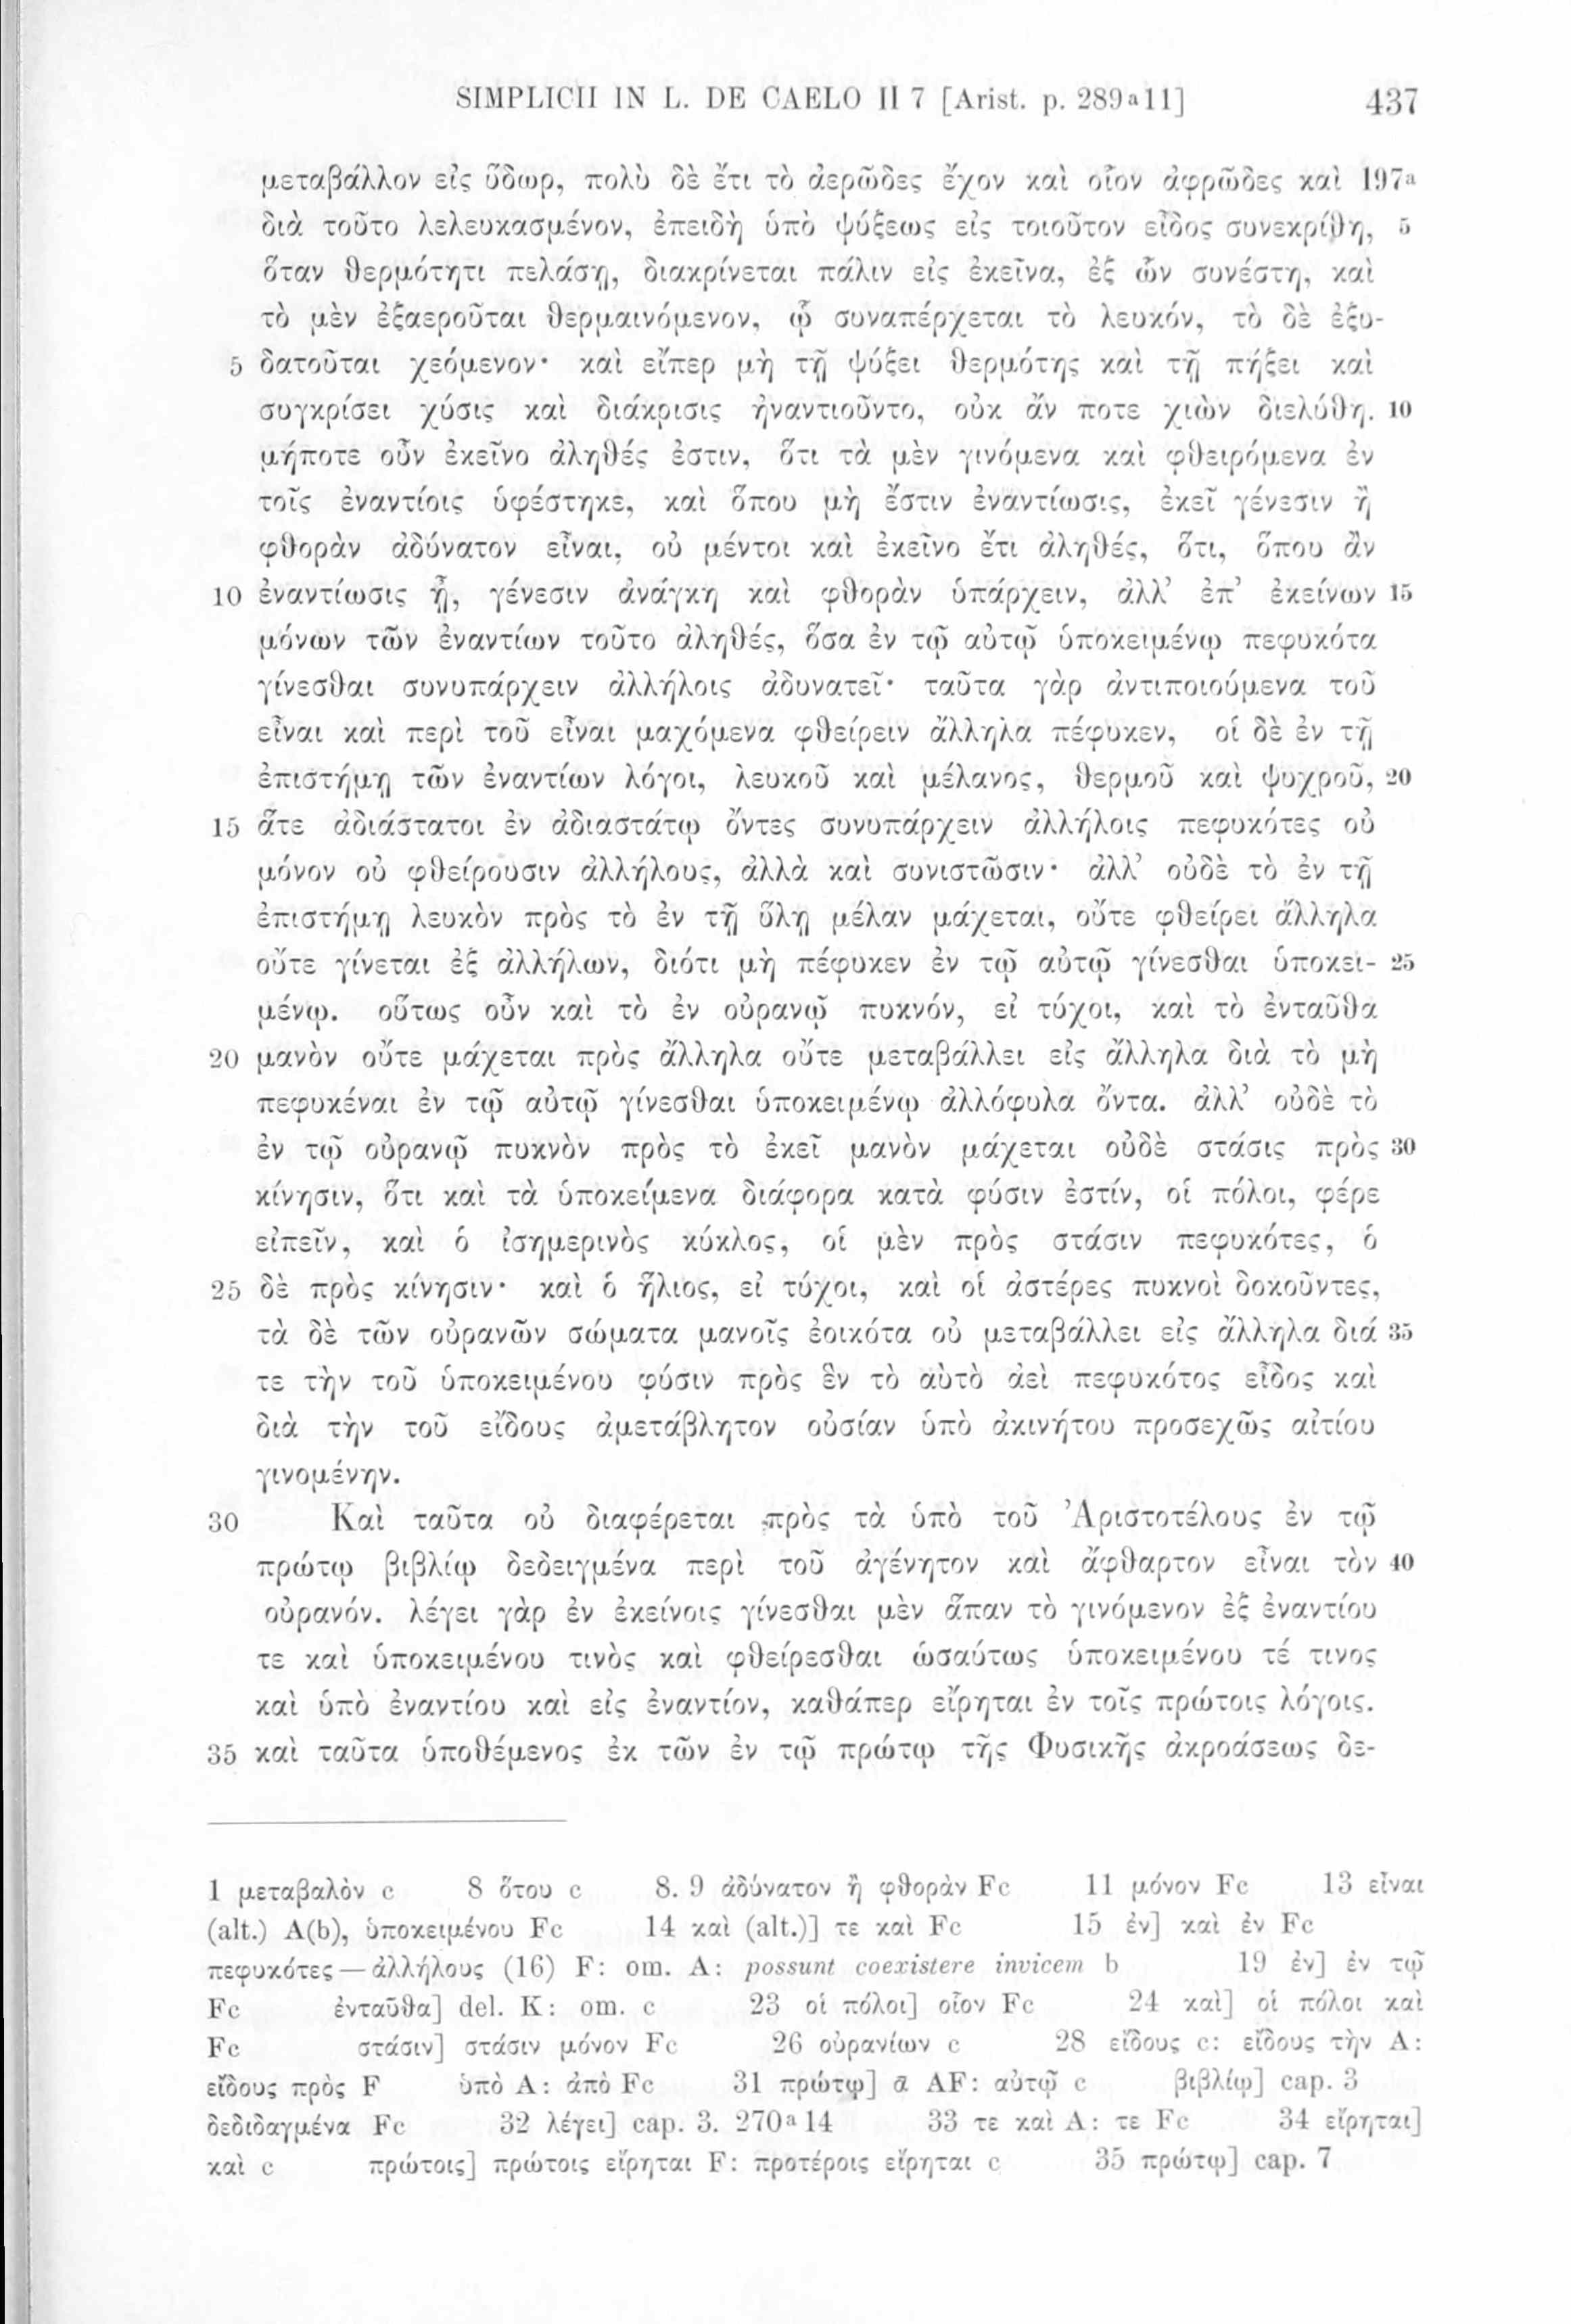 SIMPLICII IN L. DE CAELO II 7 [Arist. p. 289a11] 437
μεταβάλλον εἰς ὕδωρ, πολὺ δὲ ἔτι τὸ ἀερῶδες ἔχον καὶ οἷον ἀφρῶδες καὶ 197a
διὰ τοῦτο λελευκασμένον, ἐπειδὴ ὑπὸ ψύξεως εἰς τοιοῦτον εἶδος συνεκρίθη, 5
ὅταν θερμότητι πελάσῃ, διακρίνεται πάλιν εἰς ἐκεῖνα, ἐξ ὧν συνέστη, καὶ
τὸ μὲν ἐξαεροῦται θερμαινόμενον, ᾧ συναπέρχεται τὸ λευκόν, τὸ δὲ ἐξυ-
5 δατοῦται χεόμενον· καὶ εἴπερ μὴ τῇ ψύξει θερμότης καὶ τῇ πήξει καὶ
συγκρίσει χύσις καὶ διάκρισις ἠναντιοῦντο, οὐκ ἄν ποτε χιὼν διελύθη. 10
μήποτε οὖν ἐκεῖνο ἀληθές ἐστιν, ὅτι τὰ μὲν γινόμενα καὶ φθειρόμενα ἐν
τοῖς ἐναντίοις ὑφέστηκε, καὶ ὅπου μὴ ἔστιν ἐναντίωσις, ἐκεῖ γένεσιν ἢ
φθορὰν ἀδύνατον εἶναι, οὐ μέντοι καὶ ἐκεῖνο ἔτι ἀληθές, ὅτι, ὅπου ἂν
10 ἐναντίωσις ᾖ, γένεσιν ἀνάγκη καὶ φθορὰν ὑπάρχειν, ἀλλ’ ἐπ’ ἐκείνων 15
μόνων τῶν ἐναντίων τοῦτο ἀληθές, ὅσα ἐν τῷ αὐτῷ ὑποκειμένῳ πεφυκότα
γίνεσθαι συνυπάρχειν ἀλλήλοις ἀδυνατεῖ· ταῦτα γὰρ ἀντιποιούμενα τοῦ
εἶναι καὶ περὶ τοῦ εἶναι μαχόμενα φθείρειν ἄλληλα πέφυκεν, οἱ δὲ ἐν τῇ
ἐπιστήμῃ τῶν ἐναντίων λόγοι, λευκοῦ καὶ μέλανος, θερμοῦ καὶ ψυχροῦ, 20
15 ἅτε ἀδιάστατοι ἐν ἀδιαστάτῳ ὄντες συνυπάρχειν ἀλλήλοις πεφυκότες οὐ
μόνον οὐ φθείρουσιν ἀλλήλους, ἀλλὰ καὶ συνιστῶσιν· ἀλλ’ οὐδὲ τὸ ἐν τῇ
ἐπιστήμῃ λευκὸν πρὸς τὸ ἐν τῇ ὕλῃ μέλαν μάχεται, οὔτε φθείρει ἄλληλα
οὔτε γίνεται ἐξ ἀλλήλων, διότι μὴ πέφυκεν ἐν τῷ αὐτῷ γίνεσθαι ὑποκει- 25
μένῳ. οὕτως οὖν καὶ τὸ ἐν οὐρανῷ πυκνόν, εἰ τύχοι, καὶ τὸ ἐνταῦθα
20 μανὸν οὔτε μάχεται πρὸς ἄλληλα οὔτε μεταβάλλει εἰς ἄλληλα διὰ τὸ μὴ
πεφυκέναι ἐν τῷ αὐτῷ γίνεσθαι ὑποκειμένῳ ἀλλόφυλα ὄντα. ἀλλ’ οὐδὲ τὸ
ἐν τῷ οὐρανῷ πυκνὸν πρὸς τὸ ἐκεῖ μανὸν μάχεται οὐδὲ στάσις πρὸς 30
κίνησιν, ὅτι καὶ τὰ ὑποκείμενα διάφορα κατὰ φύσιν ἐστίν, οἱ πόλοι, φέρε
εἰπεῖν, καὶ ὁ ἰσημερινὸς κύκλος, οἱ μὲν πρὸς στάσιν πεφυκότες, ὁ
25 δὲ πρὸς κίνησιν· καὶ ὁ ἥλιος, εἰ τύχοι, καὶ οἱ ἀστέρες πυκνοὶ δοκοῦντες,
τὰ δὲ τῶν οὐρανῶν σώματα μανοῖς ἐοικότα οὐ μεταβάλλει εἰς ἄλληλα διά 35
τε τὴν τοῦ ὑποκειμένου φύσιν πρὸς ἓν τὸ αὐτὸ ἀεὶ πεφυκότος εἶδος καὶ
διὰ τὴν τοῦ εἴδους ἀμετάβλητον οὐσίαν ὑπὸ ἀκινήτου προσεχῶς αἰτίου
γινομένην.
30 Καὶ ταῦτα οὐ διαφέρεται πρὸς τὰ ὑπὸ τοῦ Ἀριστοτέλους ἐν τῷ
πρώτῳ βιβλίῳ δεδειγμένα περὶ τοῦ ἀγένητον καὶ ἄφθαρτον εἶναι τὸν 40
οὐρανόν. λέγει γὰρ ἐν ἐκείνοις γίνεσθαι μὲν ἅπαν τὸ γινόμενον ἐξ ἐναντίου
τε καὶ ὑποκειμένου τινὸς καὶ φθείρεσθαι ὡσαύτως ὑποκειμένου τέ τινος
καὶ ὑπὸ ἐναντίου καὶ εἰς ἐναντίον, καθάπερ εἴρηται ἐν τοῖς πρώτοις λόγοις.
35 καὶ ταῦτα ὑποθέμενος ἐκ τῶν ἐν τῷ πρώτῳ τῆς Φυσικῆς ἀκροάσεως δε-
1 μεταβαλὸν c 8 ὅτου c 8. 9 ἀδύνατον ἢ φθορὰν Fc 11 μόνον Fc 13 εἶναι
(alt.) A(b), ὑποκειμένου Fc 14 καὶ (alt.)] τε καὶ Fc 15 ἐν] καὶ ἐν Fc
πεφυκότες — ἀλλήλους (16) F: om. A: possunt coexistere invicem b 19 ἐν] ἐν τῷ
Fc ἐνταῦθα] del. K: om. c 23 οἱ πόλοι] οἷον Fc 24 καὶ] οἱ πόλοι καὶ
Fc στάσιν] στάσιν μόνον Fc 26 οὐρανίων c 28 εἴδους c: εἴδους τὴν A:
εἴδους πρὸς F ὑπὸ A: ἀπὸ Fc 31 πρώτῳ] ᾱ AF: αὐτῷ c βιβλίῳ] cap. 3
δεδιδαγμένα Fc 32 λέγει] cap. 3. 270a14 33 τε καὶ A: τε Fc 34 εἴρηται]
καὶ c πρώτοις] πρώτοις εἴρηται F: προτέροις εἴρηται c 35 πρώτῳ] cap. 7